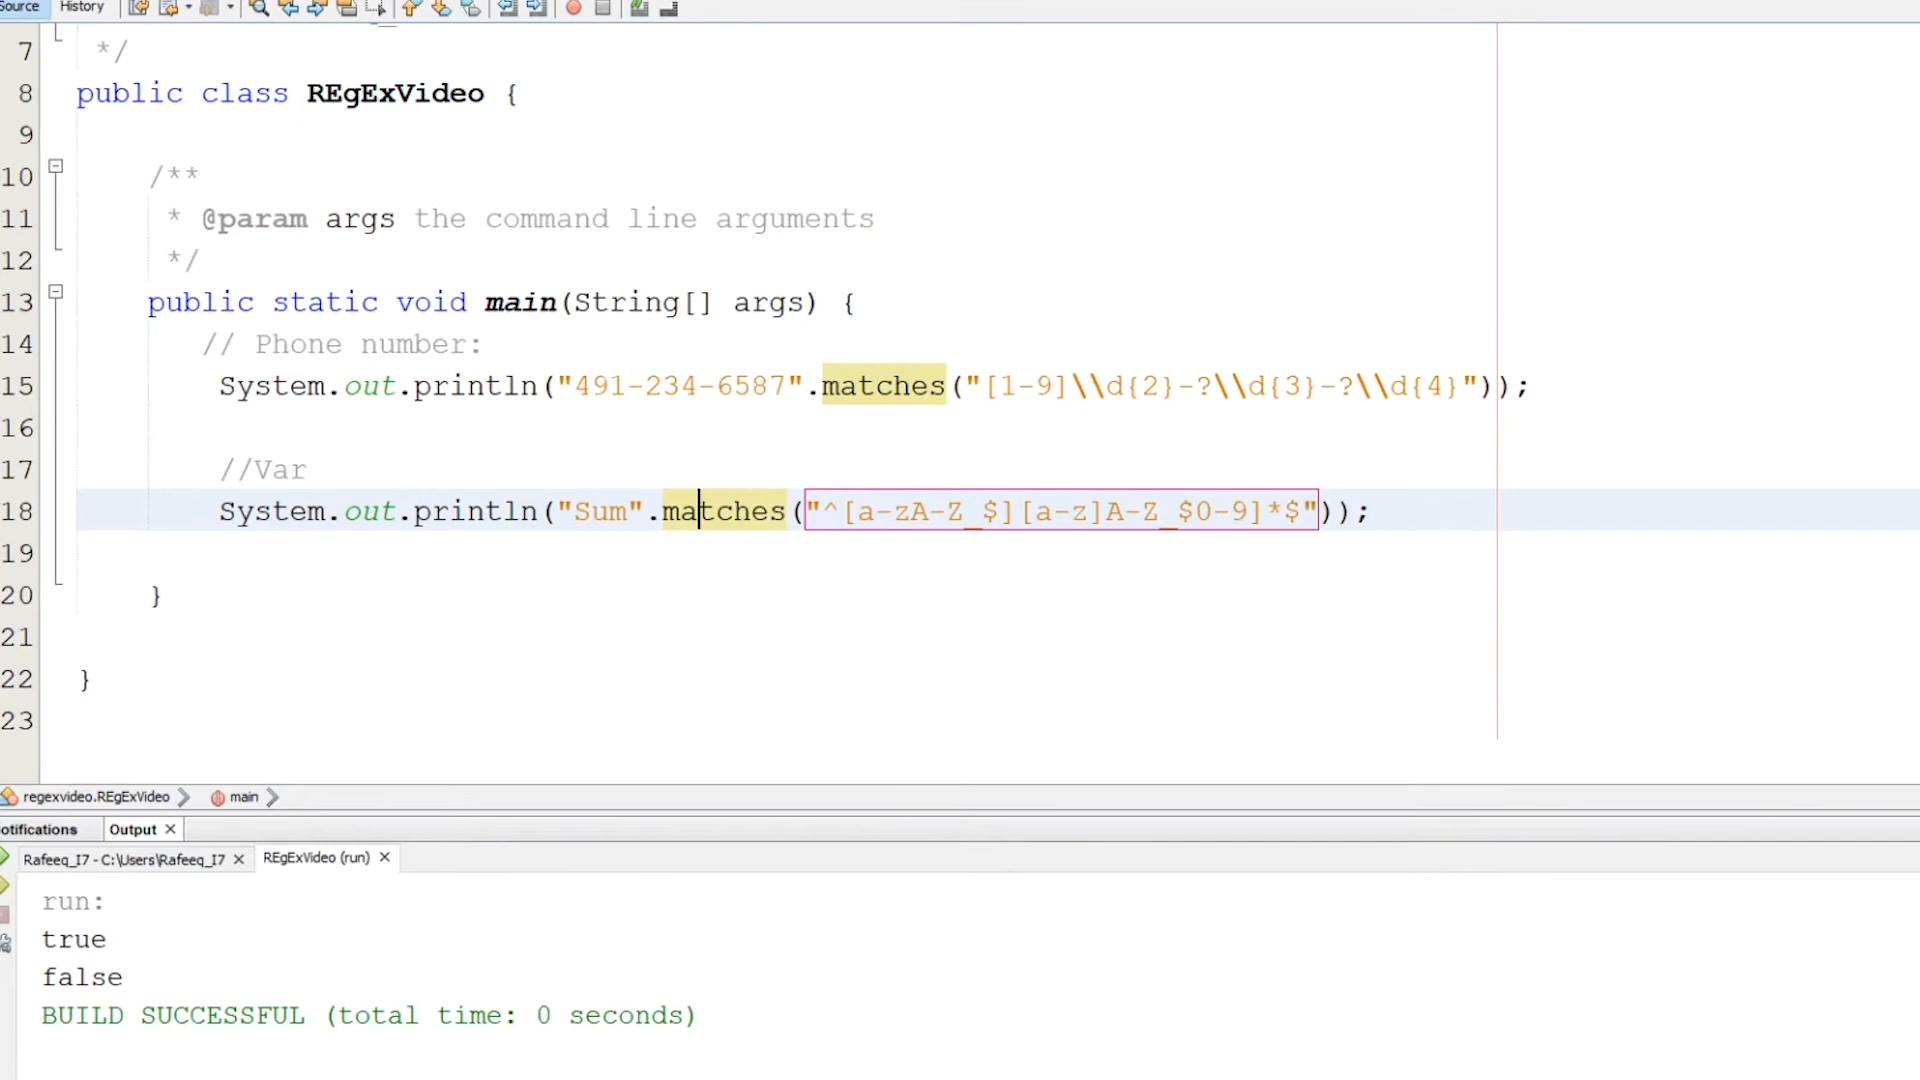 Source History
7 */
8 public class REgExVideo {
9
10 /**
11 * @param args the command line arguments
12 */
13 public static void main(String[] args) {
14 // Phone number:
15 System.out.println("491-234-6587".matches("[1-9]\\d{2}-?\\d{3}-?\\d{4}"));
16
17 //Var
18 System.out.println("Sum".matches("^[a-zA-Z_$][a-z]A-Z_$0-9]*$"));
19
20 }
21
22 }
23
regexvideo.REgExVideo main
otifications Output
Rafeeq_I7 - C:\Users\Rafeeq_I7 REgExVideo (run)
run:
true
false
BUILD SUCCESSFUL (total time: 0 seconds)